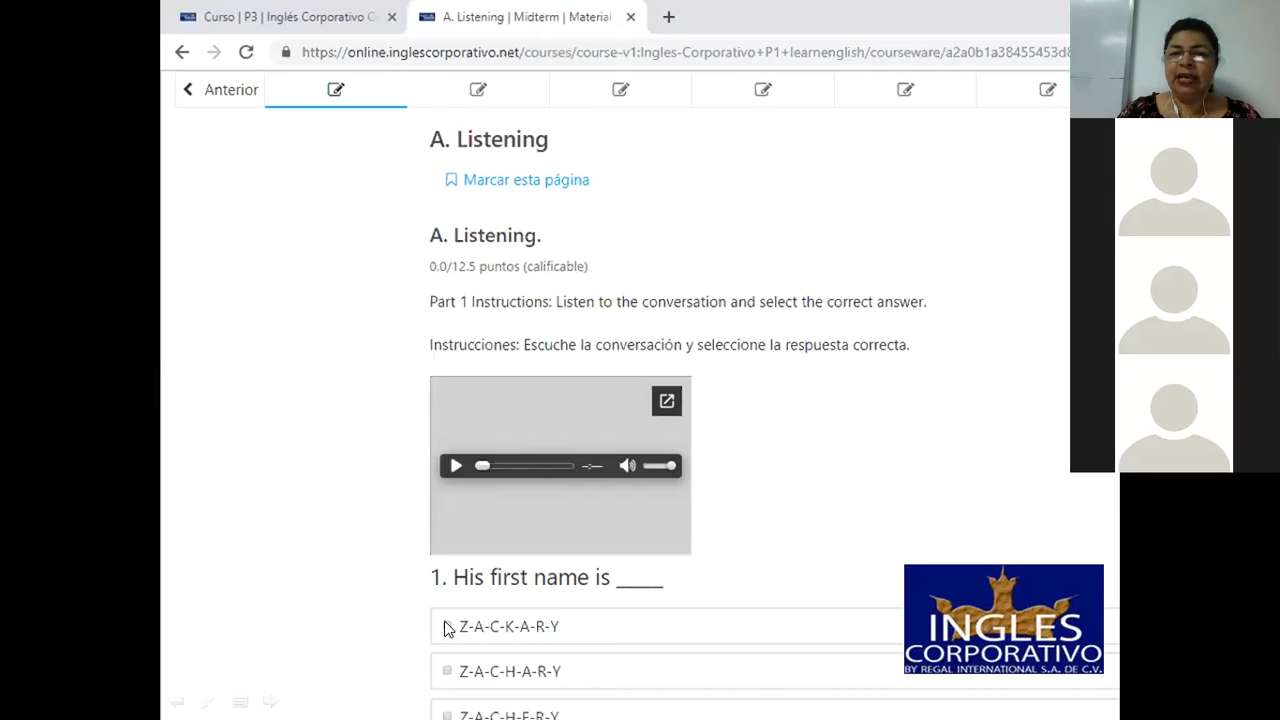 Curso | P3 | Inglés Corporativo
A. Listening | Midterm | Material
https://online.inglescorporativo.net/courses/course-v1:Ingles-Corporativo+P1+learnenglish/courseware/a2a0b1a38455453d8
Anterior
A. Listening
Marcar esta página
A. Listening.
0.0/12.5 puntos (calificable)
Part 1 Instructions: Listen to the conversation and select the correct answer.
Instrucciones: Escuche la conversación y seleccione la respuesta correcta.
-:--
1. His first name is _____
Z-A-C-K-A-R-Y
Z-A-C-H-A-R-Y
Z-A-C-H-E-R-Y
INGLES
CORPORATIVO
BY REGAL INTERNATIONAL S.A. DE C.V.